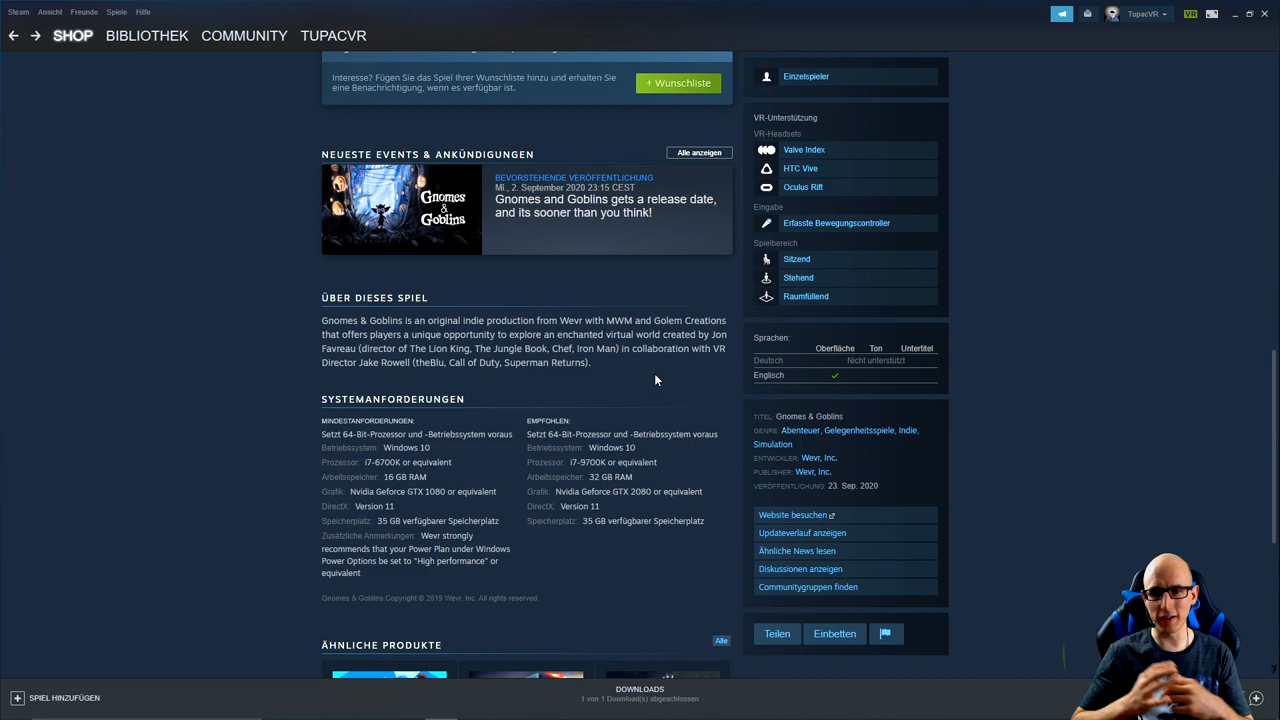 Steam Ansicht Freunde Spiele Hilfe
TupacVR
VR
SHOP BIBLIOTHEK COMMUNITY TUPACVR
Interesse? Fügen Sie das Spiel Ihrer Wunschliste hinzu und erhalten Sie
eine Benachrichtigung, wenn es verfügbar ist.
+ Wunschliste
NEUESTE EVENTS & ANKÜNDIGUNGEN
Alle anzeigen
Gnomes
&
Goblins
BEVORSTEHENDE VERÖFFENTLICHUNG
Mi., 2. September 2020 23:15 CEST
Gnomes and Goblins gets a release date,
and its sooner than you think!
ÜBER DIESES SPIEL
Gnomes & Goblins is an original indie production from Wevr with MWM and Golem Creations
that offers players a unique opportunity to explore an enchanted virtual world created by Jon
Favreau (director of The Lion King, The Jungle Book, Chef, Iron Man) in collaboration with VR
Director Jake Rowell (theBlu, Call of Duty, Superman Returns).
SYSTEMANFORDERUNGEN
MINDESTANFORDERUNGEN:
Setzt 64-Bit-Prozessor und -Betriebssystem voraus
Betriebssystem: Windows 10
Prozessor: i7-6700K or equivalent
Arbeitsspeicher: 16 GB RAM
Grafik: Nvidia Geforce GTX 1080 or equivalent
DirectX: Version 11
Speicherplatz: 35 GB verfügbarer Speicherplatz
Zusätzliche Anmerkungen: Wevr strongly
recommends that your Power Plan under Windows
Power Options be set to "High performance" or
equivalent
EMPFOHLEN:
Setzt 64-Bit-Prozessor und -Betriebssystem voraus
Betriebssystem: Windows 10
Prozessor: i7-9700K or equivalent
Arbeitsspeicher: 32 GB RAM
Grafik: Nvidia Geforce GTX 2080 or equivalent
DirectX: Version 11
Speicherplatz: 35 GB verfügbarer Speicherplatz
Gnomes & Goblins Copyright © 2019 Wevr, Inc. All rights reserved.
ÄHNLICHE PRODUKTE
Alle
Einzelspieler
VR-Unterstützung
VR-Headsets
Valve Index
HTC Vive
Oculus Rift
Eingabe
Erfasste Bewegungscontroller
Spielbereich
Sitzend
Stehend
Raumfüllend
Sprachen:
Oberfläche Ton Untertitel
Deutsch Nicht unterstützt
Englisch ✓
TITEL: Gnomes & Goblins
GENRE: Abenteuer, Gelegenheitsspiele, Indie,
Simulation
ENTWICKLER: Wevr, Inc.
PUBLISHER: Wevr, Inc.
VERÖFFENTLICHUNG: 23. Sep. 2020
Website besuchen
Updateverlauf anzeigen
Ähnliche News lesen
Diskussionen anzeigen
Communitygruppen finden
Teilen Einbetten
SPIEL HINZUFÜGEN
DOWNLOADS
1 von 1 Download(s) abgeschlossen